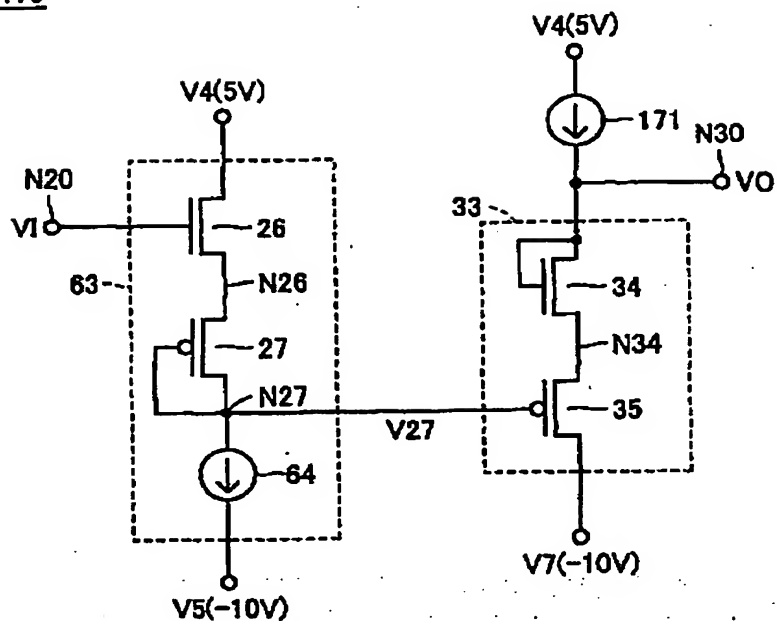 V4(5V)
V4(5V)
171
N30
VO
N20
VI
26
63
N26
27
N27
V27
64
V5(-10V)
33
34
N34
35
V7(-10V)